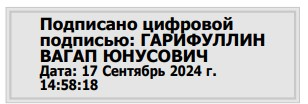 Подписано цифровой
подписью: ГАРИФУЛЛИН
ВАГАП ЮНУСОВИЧ
Дата: 17 Сентябрь 2024 г.
14:58:18